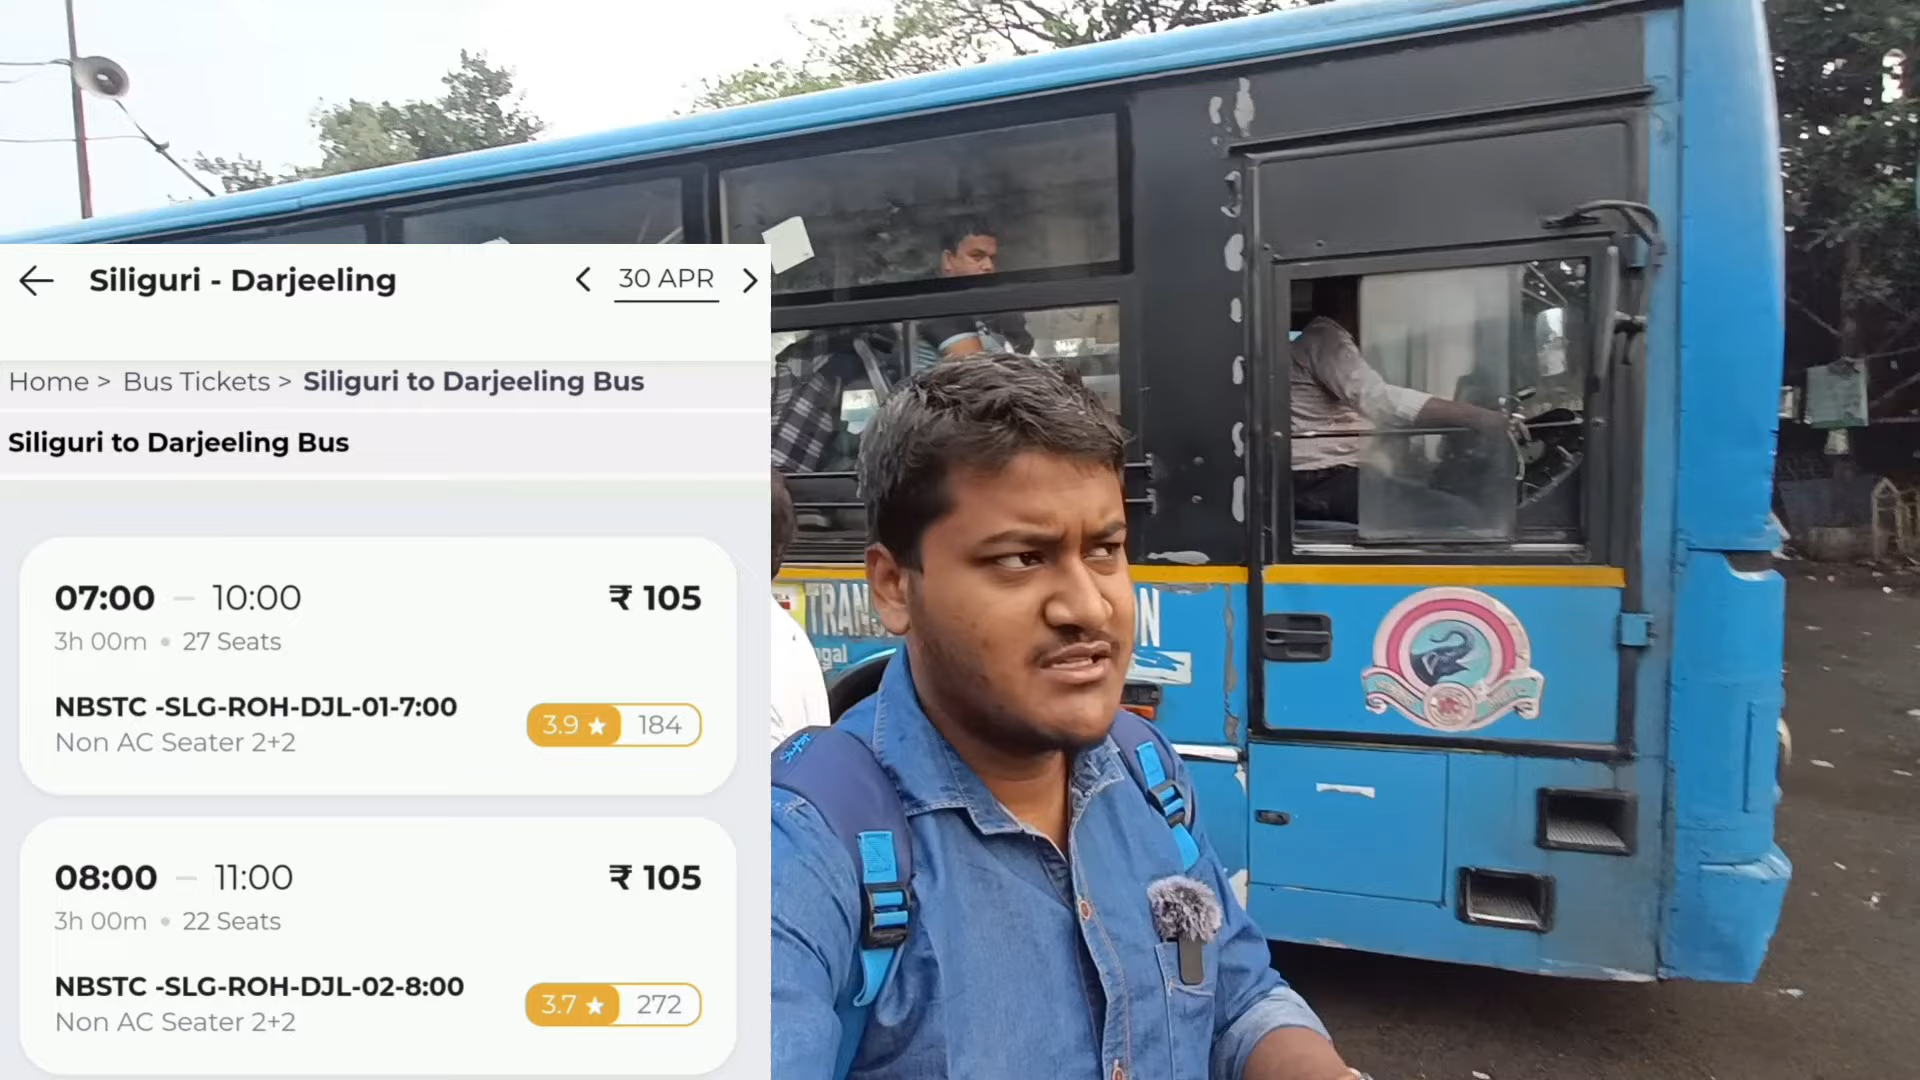 Siliguri - Darjeeling
30 APR
Home > Bus Tickets > Siliguri to Darjeeling Bus
Siliguri to Darjeeling Bus
07:00 — 10:00
₹ 105
3h 00m • 27 Seats
NBSTC -SLG-ROH-DJL-01-7:00
3.9 ★ 184
Non AC Seater 2+2
08:00 — 11:00
₹ 105
3h 00m • 22 Seats
NBSTC -SLG-ROH-DJL-02-8:00
3.7 ★ 272
Non AC Seater 2+2